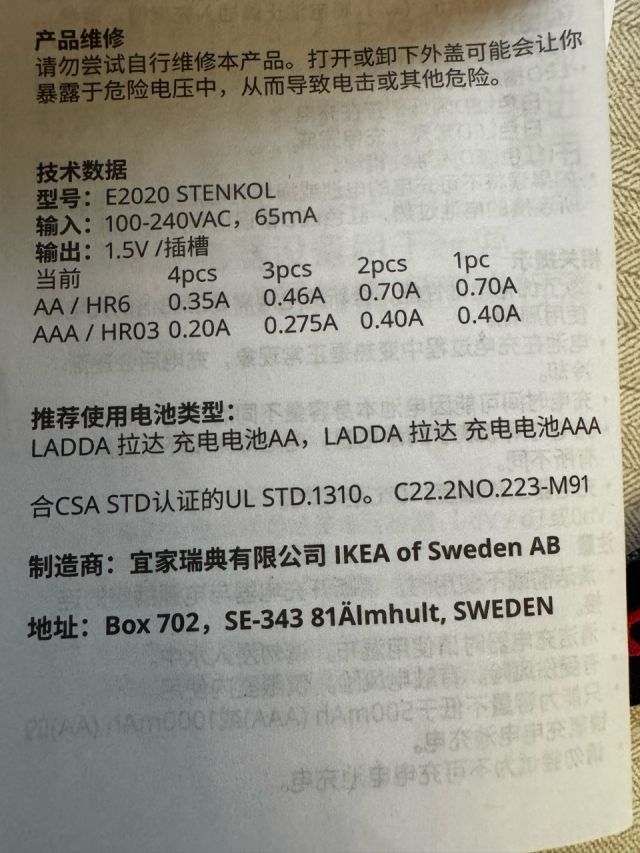 产品维修
请勿尝试自行维修本产品。打开或卸下外盖可能会让你
暴露于危险电压中，从而导致电击或其他危险。
技术数据
型号：E2020 STENKOL
输入：100-240VAC，65mA
输出：1.5V /插槽
当前 4pcs 3pcs 2pcs 1pc
AA / HR6 0.35A 0.46A 0.70A 0.70A
AAA / HR03 0.20A 0.275A 0.40A 0.40A
推荐使用电池类型：
LADDA 拉达 充电电池AA，LADDA 拉达 充电电池AAA
合CSA STD认证的UL STD.1310。 C22.2NO.223-M91
制造商：宜家瑞典有限公司 IKEA of Sweden AB
地址：Box 702，SE-343 81Älmhult, SWEDEN